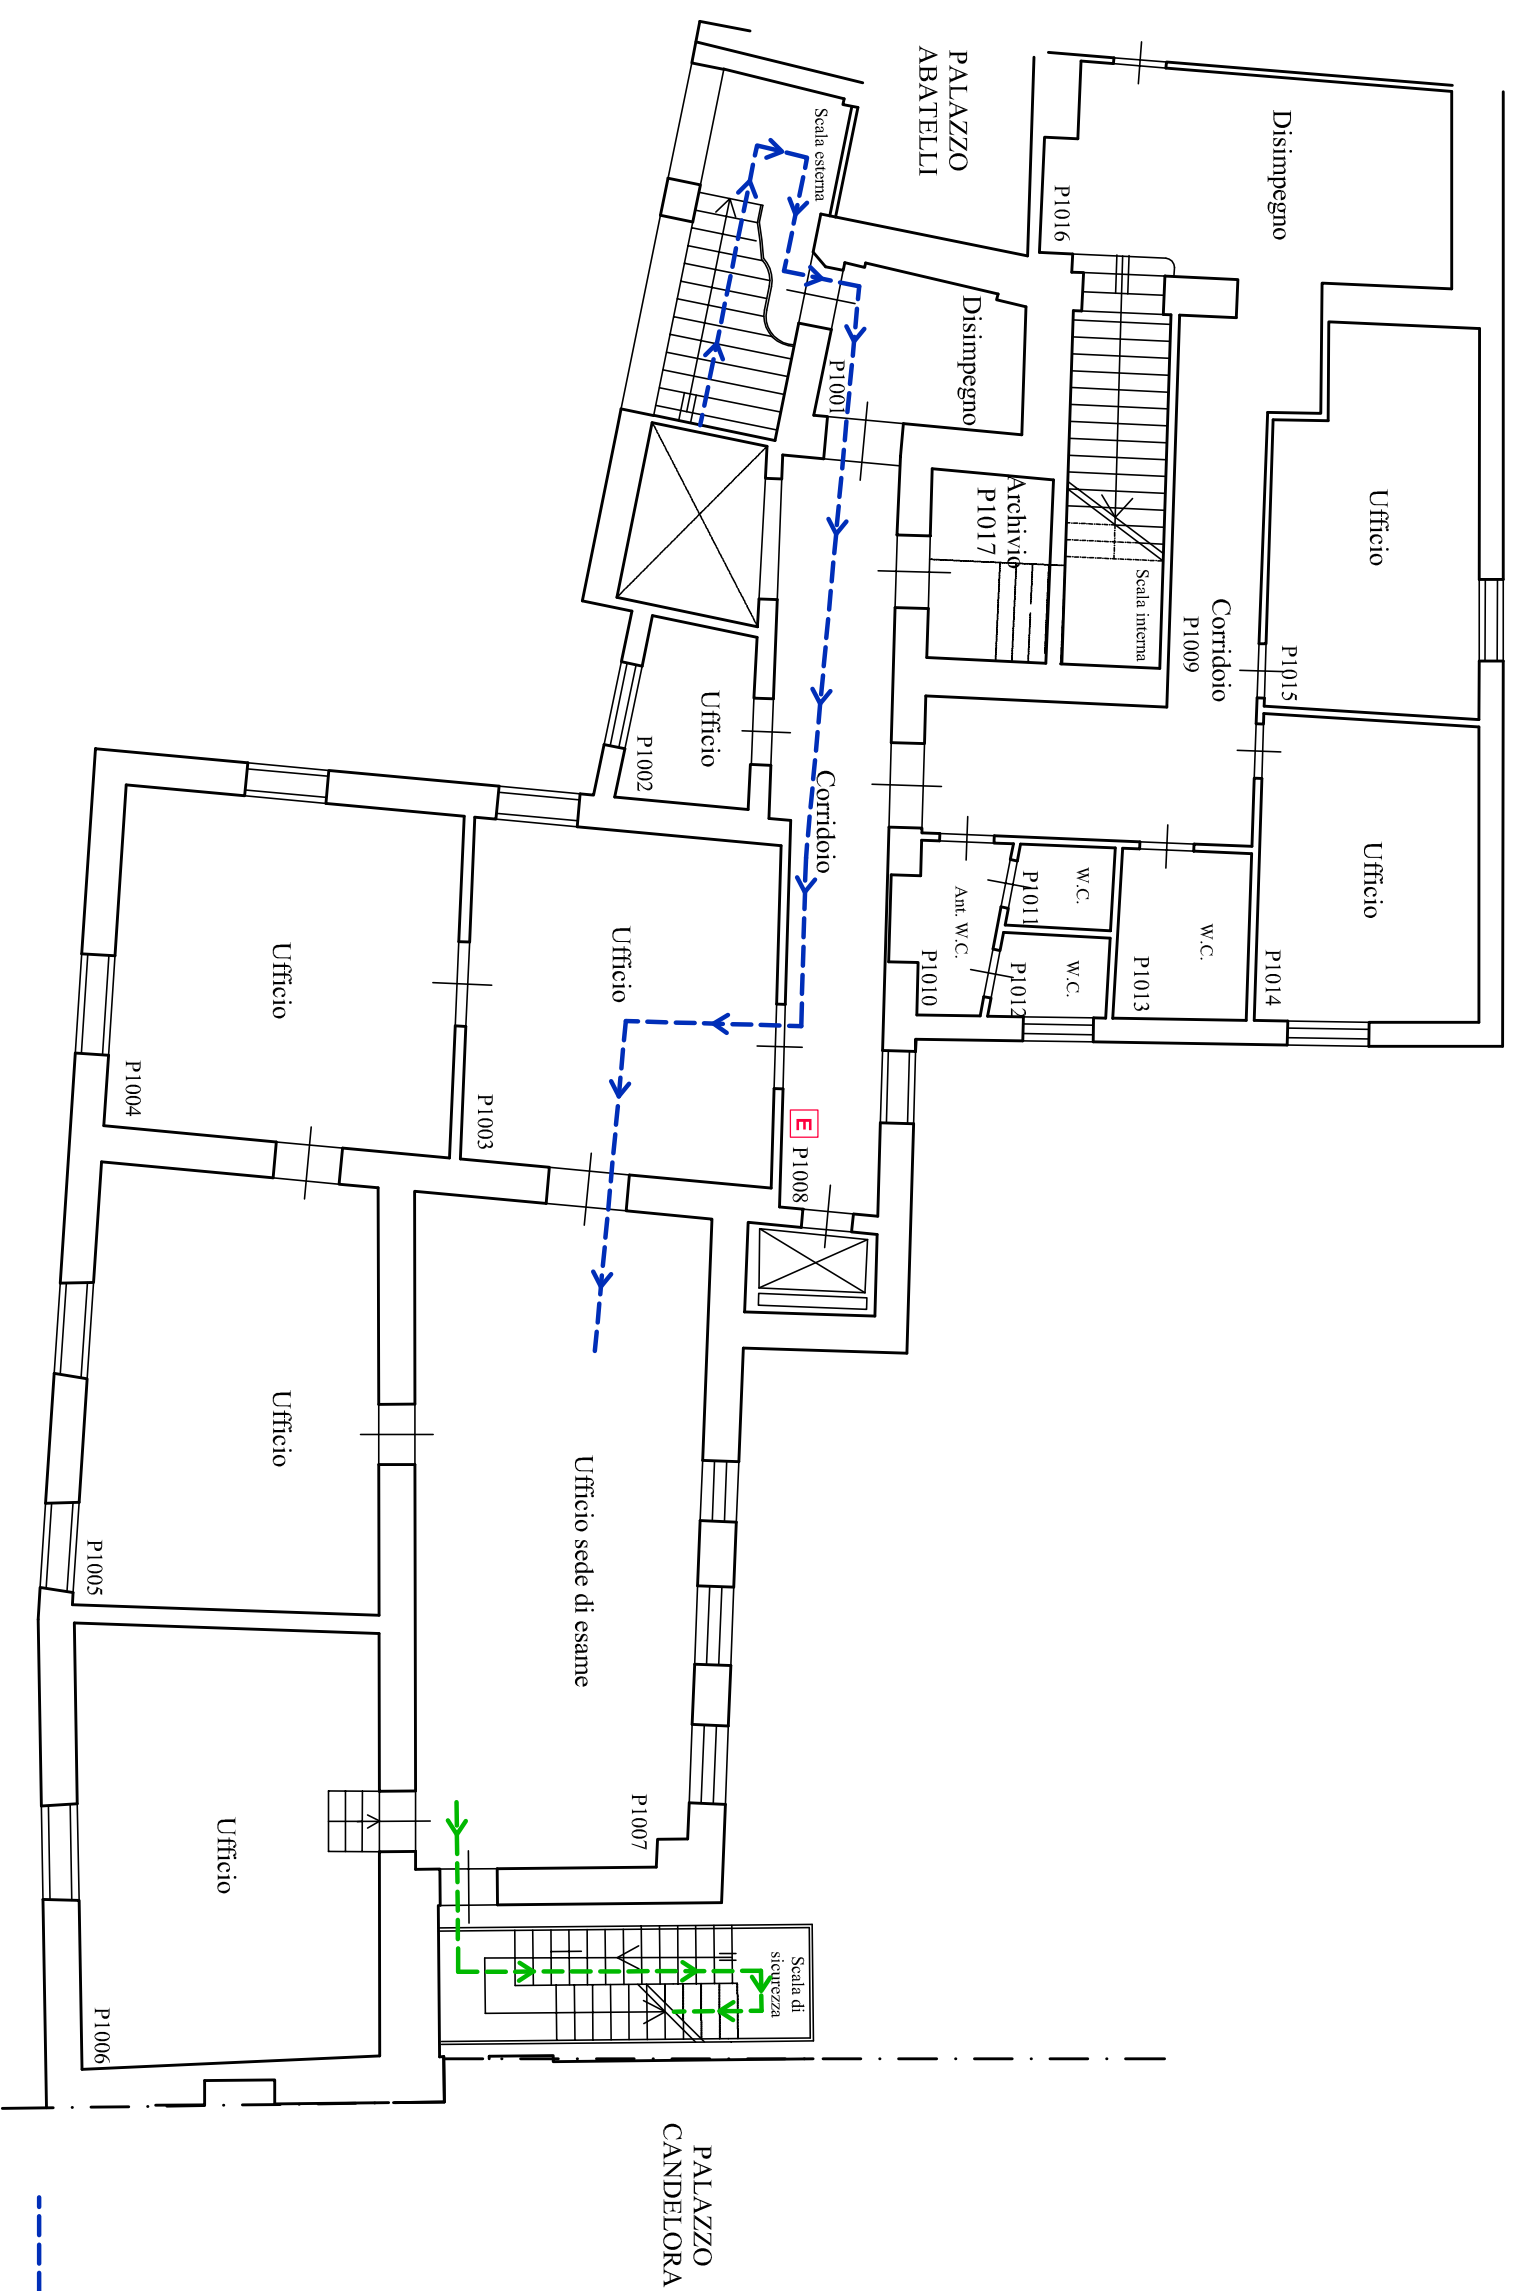 PALAZZO
ABATELLI
Disimpegno
P1016
Scala esterna
Disimpegno
P1001
Archivio
P1017
Scala interna
Ufficio
P1015
Corridoio
P1009
Ufficio
P1002
Corridoio
Ufficio
P1014
W.C.
P1011
W.C.
P1012
W.C.
P1013
Ant. W.C.
P1010
Ufficio
P1003
Ufficio
P1004
E
P1008
Ufficio
P1005
Ufficio sede di esame
P1007
Ufficio
P1006
Scala di
sicurezza
PALAZZO
CANDELORA